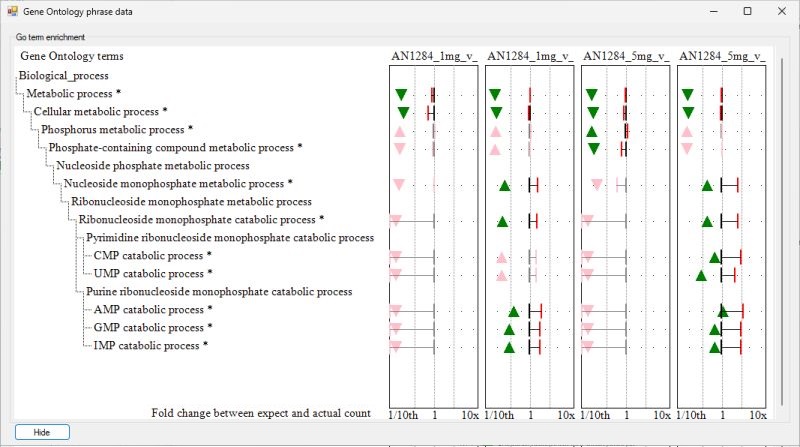 Gene Ontology phrase data
Go term enrichment
Gene Ontology terms
AN1284_1mg_v_ AN1284_1mg_v_ AN1284_5mg_v_ AN1284_5mg_v_
Biological_process
Metabolic process *
Cellular metabolic process *
Phosphorus metabolic process *
Phosphate-containing compound metabolic process *
Nucleoside phosphate metabolic process
Nucleoside monophosphate metabolic process *
Ribonucleoside monophosphate metabolic process
Ribonucleoside monophosphate catabolic process *
Pyrimidine ribonucleoside monophosphate catabolic process
CMP catabolic process *
UMP catabolic process *
Purine ribonucleoside monophosphate catabolic process
AMP catabolic process *
GMP catabolic process *
IMP catabolic process *
Fold change between expect and actual count 1/10th 1 10x 1/10th 1 10x 1/10th 1 10x 1/10th 1 10x
Hide